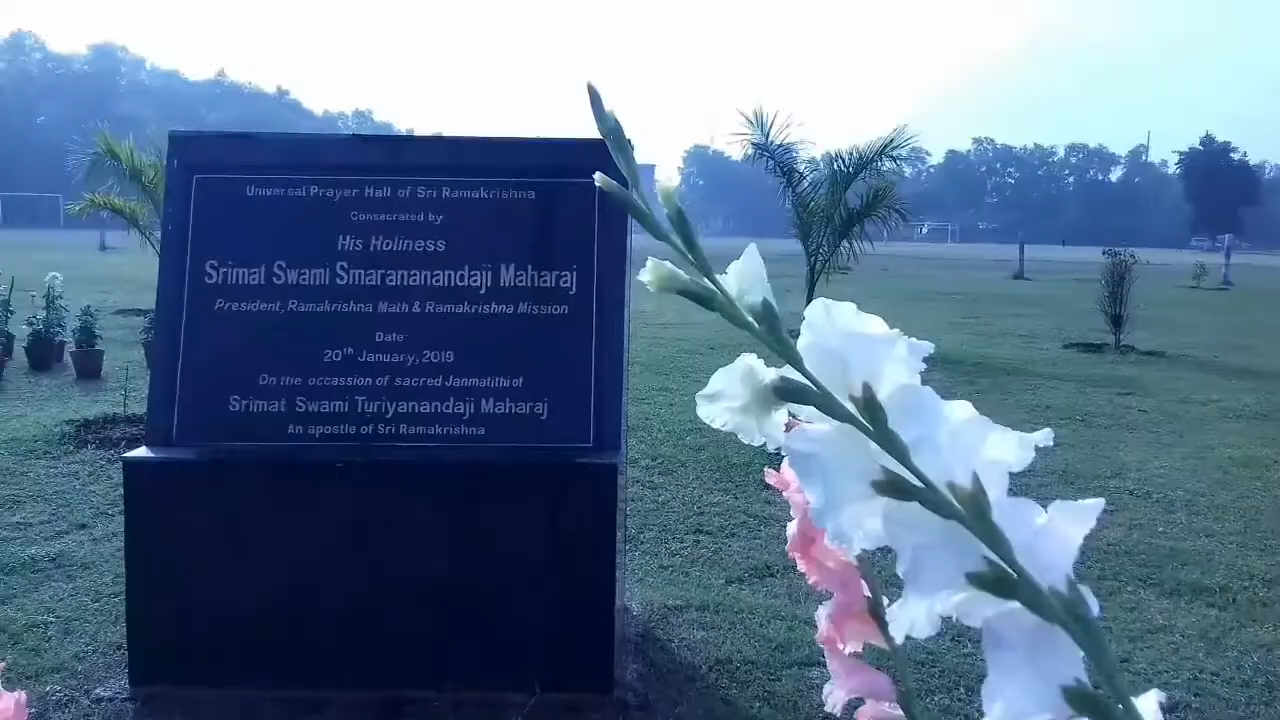 Universal Prayer Hall of Sri Ramakrishna
Consecrated by
His Holiness
Srimat Swami Smarananandaji Maharaj
President, Ramakrishna Math & Ramakrishna Mission
Date:
20th January, 2019
On the occassion of sacred Janmatithi of
Srimat Swami Turiyanandaji Maharaj
An apostle of Sri Ramakrishna